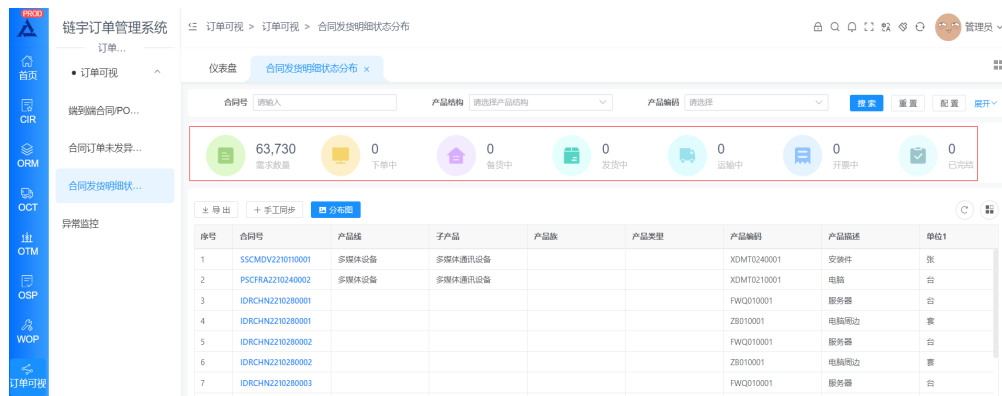 PROD
链宇订单管理系统
订单...
订单可视 > 订单可视 > 合同发货明细状态分布
管理员
首页
CIR
ORM
OCT
OTM
OSP
WOP
订单可视
订单可视
端到端合同/PO...
合同订单未发异...
合同发货明细状...
异常监控
仪表盘 合同发货明细状态分布 ×
合同号 请输入 产品结构 请选择产品结构 产品编码 请选择 搜索 重置 配置 展开
63,730 0 0 0 0 0 0
需求数量 下单中 备货中 发货中 运输中 开票中 已完结
导出 + 手工同步 分布图
序号 合同号 产品线 子产品 产品族 产品类型 产品编码 产品描述 单位1
1 SSCMDV2210110001 多媒体设备 多媒体通讯设备 XDMT0240001 安装件 张
2 PSCFRA2210240002 多媒体设备 多媒体通讯设备 XDMT0210001 电脑 台
3 IDRCHN2210280001 FWQ010001 服务器 台
4 IDRCHN2210280001 ZB010001 电脑周边 套
5 IDRCHN2210280002 FWQ010001 服务器 台
6 IDRCHN2210280002 ZB010001 电脑周边 套
7 IDRCHN2210280003 FWQ010001 服务器 台